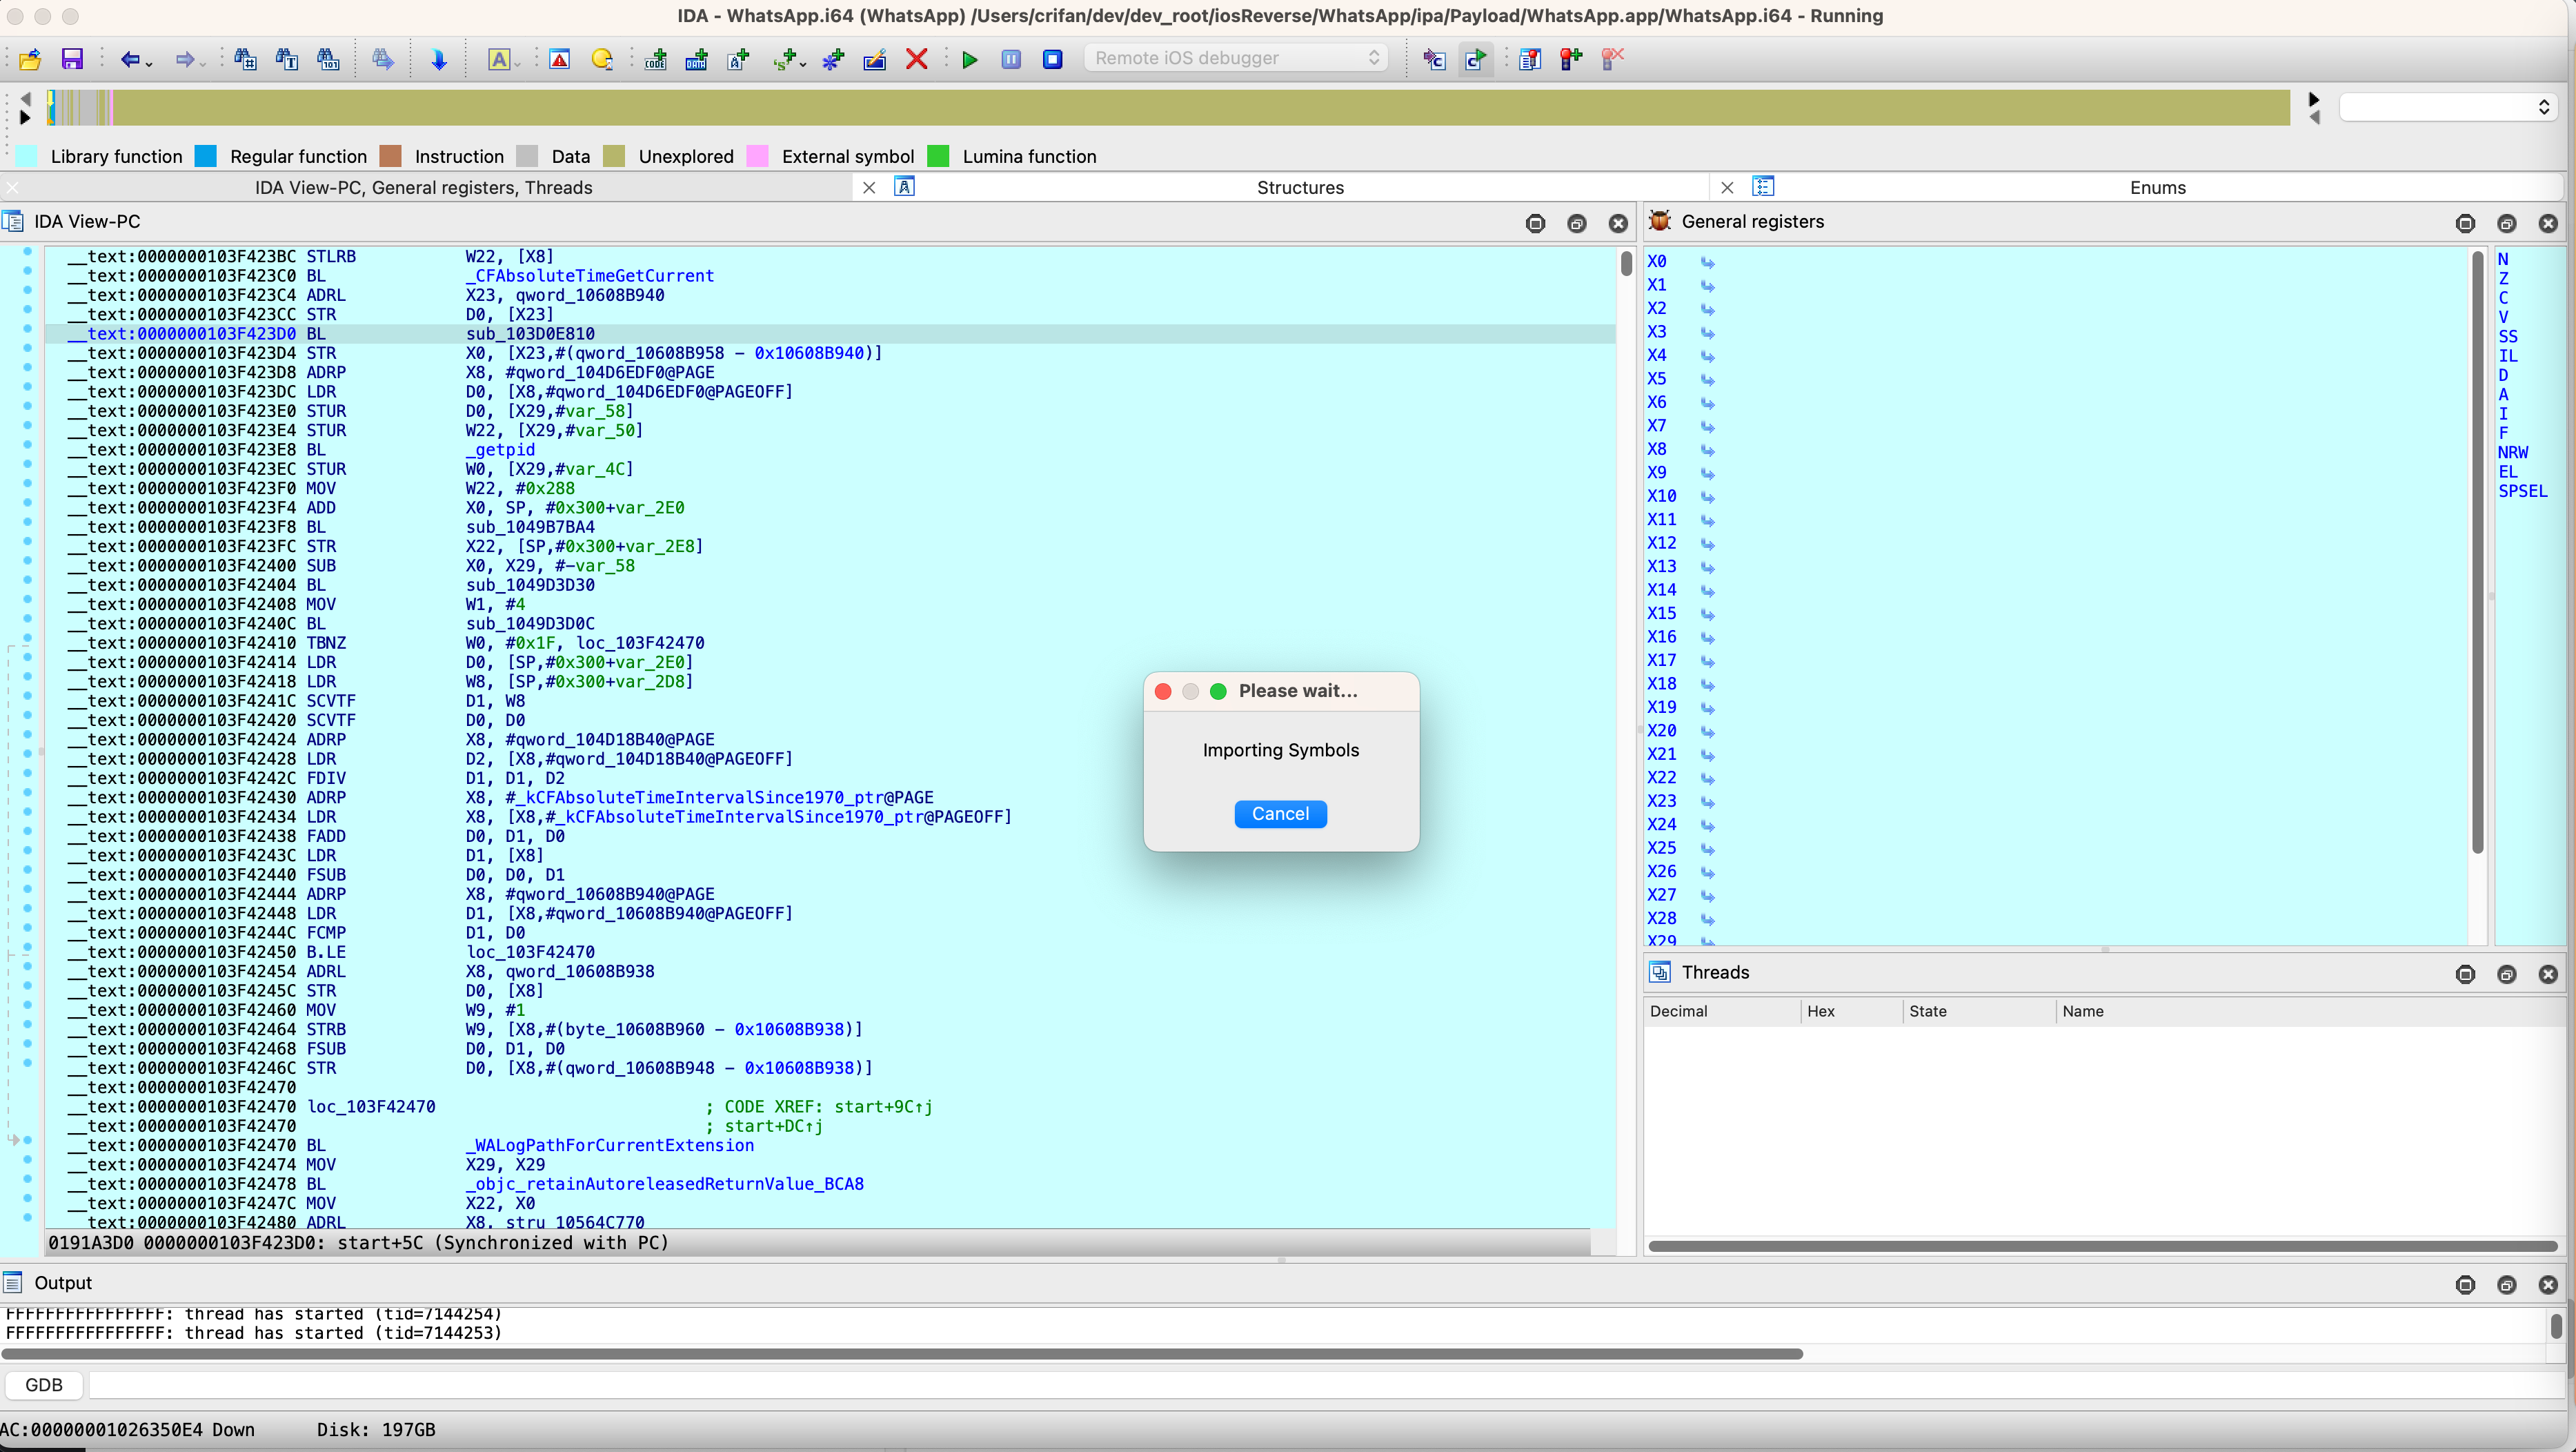 IDA - WhatsApp.i64 (WhatsApp) /Users/crifan/dev/dev_root/iosReverse/WhatsApp/ipa/Payload/WhatsApp.app/WhatsApp.i64 - Running
Remote iOS debugger
Library function Regular function Instruction Data Unexplored External symbol Lumina function
IDA View-PC, General registers, Threads Structures Enums
IDA View-PC
__text:0000000103F423BC STLRB W22, [X8]
__text:0000000103F423C0 BL _CFAbsoluteTimeGetCurrent
__text:0000000103F423C4 ADRL X23, qword_10608B940
__text:0000000103F423CC STR D0, [X23]
__text:0000000103F423D0 BL sub_103D0E810
__text:0000000103F423D4 STR X0, [X23,#(qword_10608B958 - 0x10608B940)]
__text:0000000103F423D8 ADRP X8, #qword_104D6EDF0@PAGE
__text:0000000103F423DC LDR D0, [X8,#qword_104D6EDF0@PAGEOFF]
__text:0000000103F423E0 STUR D0, [X29,#var_58]
__text:0000000103F423E4 STUR W22, [X29,#var_50]
__text:0000000103F423E8 BL _getpid
__text:0000000103F423EC STUR W0, [X29,#var_4C]
__text:0000000103F423F0 MOV W22, #0x288
__text:0000000103F423F4 ADD X0, SP, #0x300+var_2E0
__text:0000000103F423F8 BL sub_1049B7BA4
__text:0000000103F423FC STR X22, [SP,#0x300+var_2E8]
__text:0000000103F42400 SUB X0, X29, #-var_58
__text:0000000103F42404 BL sub_1049D3D30
__text:0000000103F42408 MOV W1, #4
__text:0000000103F4240C BL sub_1049D3D0C
__text:0000000103F42410 TBNZ W0, #0x1F, loc_103F42470
__text:0000000103F42414 LDR D0, [SP,#0x300+var_2E0]
__text:0000000103F42418 LDR W8, [SP,#0x300+var_2D8]
__text:0000000103F4241C SCVTF D1, W8
__text:0000000103F42420 SCVTF D0, D0
__text:0000000103F42424 ADRP X8, #qword_104D18B40@PAGE
__text:0000000103F42428 LDR D2, [X8,#qword_104D18B40@PAGEOFF]
__text:0000000103F4242C FDIV D1, D1, D2
__text:0000000103F42430 ADRP X8, #_kCFAbsoluteTimeIntervalSince1970_ptr@PAGE
__text:0000000103F42434 LDR X8, [X8,#_kCFAbsoluteTimeIntervalSince1970_ptr@PAGEOFF]
__text:0000000103F42438 FADD D0, D1, D0
__text:0000000103F4243C LDR D1, [X8]
__text:0000000103F42440 FSUB D0, D0, D1
__text:0000000103F42444 ADRP X8, #qword_10608B940@PAGE
__text:0000000103F42448 LDR D1, [X8,#qword_10608B940@PAGEOFF]
__text:0000000103F4244C FCMP D1, D0
__text:0000000103F42450 B.LE loc_103F42470
__text:0000000103F42454 ADRL X8, qword_10608B938
__text:0000000103F4245C STR D0, [X8]
__text:0000000103F42460 MOV W9, #1
__text:0000000103F42464 STRB W9, [X8,#(byte_10608B960 - 0x10608B938)]
__text:0000000103F42468 FSUB D0, D1, D0
__text:0000000103F4246C STR D0, [X8,#(qword_10608B948 - 0x10608B938)]
__text:0000000103F42470
__text:0000000103F42470 loc_103F42470 ; CODE XREF: start+9C↑j
__text:0000000103F42470 ; start+DC↑j
__text:0000000103F42470 BL _WALogPathForCurrentExtension
__text:0000000103F42474 MOV X29, X29
__text:0000000103F42478 BL _objc_retainAutoreleasedReturnValue_BCA8
__text:0000000103F4247C MOV X22, X0
__text:0000000103F42480 ADRL X8, stru_10564C770
0191A3D0 0000000103F423D0: start+5C (Synchronized with PC)
Please wait...
Importing Symbols
Cancel
General registers
X0
X1
X2
X3
X4
X5
X6
X7
X8
X9
X10
X11
X12
X13
X14
X15
X16
X17
X18
X19
X20
X21
X22
X23
X24
X25
X26
X27
X28
X29
N
Z
C
V
SS
IL
D
A
I
F
NRW
EL
SPSEL
Threads
Decimal Hex State Name
Output
FFFFFFFFFFFFFFFF: thread has started (tid=7144254)
FFFFFFFFFFFFFFFF: thread has started (tid=7144253)
GDB
AC:00000001026350E4 Down Disk: 197GB